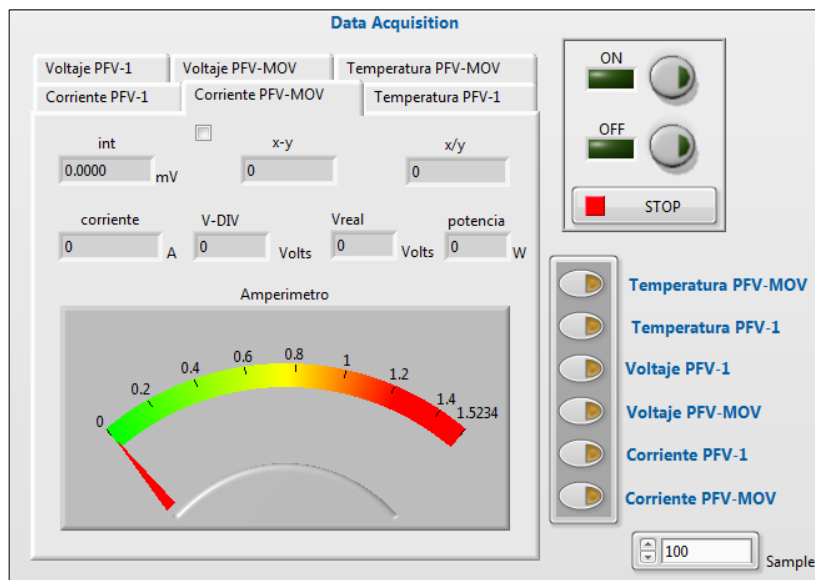 Data Acquisition
Voltaje PFV-1 Voltaje PFV-MOV Temperatura PFV-MOV
Corriente PFV-1 Corriente PFV-MOV Temperatura PFV-1
int x-y x/y
0.0000 mV 0 0
corriente V-DIV Vreal potencia
0 A 0 Volts 0 Volts 0 W
Amperimetro
0 0.2 0.4 0.6 0.8 1 1.2 1.4 1.5234
ON
OFF
STOP
Temperatura PFV-MOV
Temperatura PFV-1
Voltaje PFV-1
Voltaje PFV-MOV
Corriente PFV-1
Corriente PFV-MOV
100 Sample